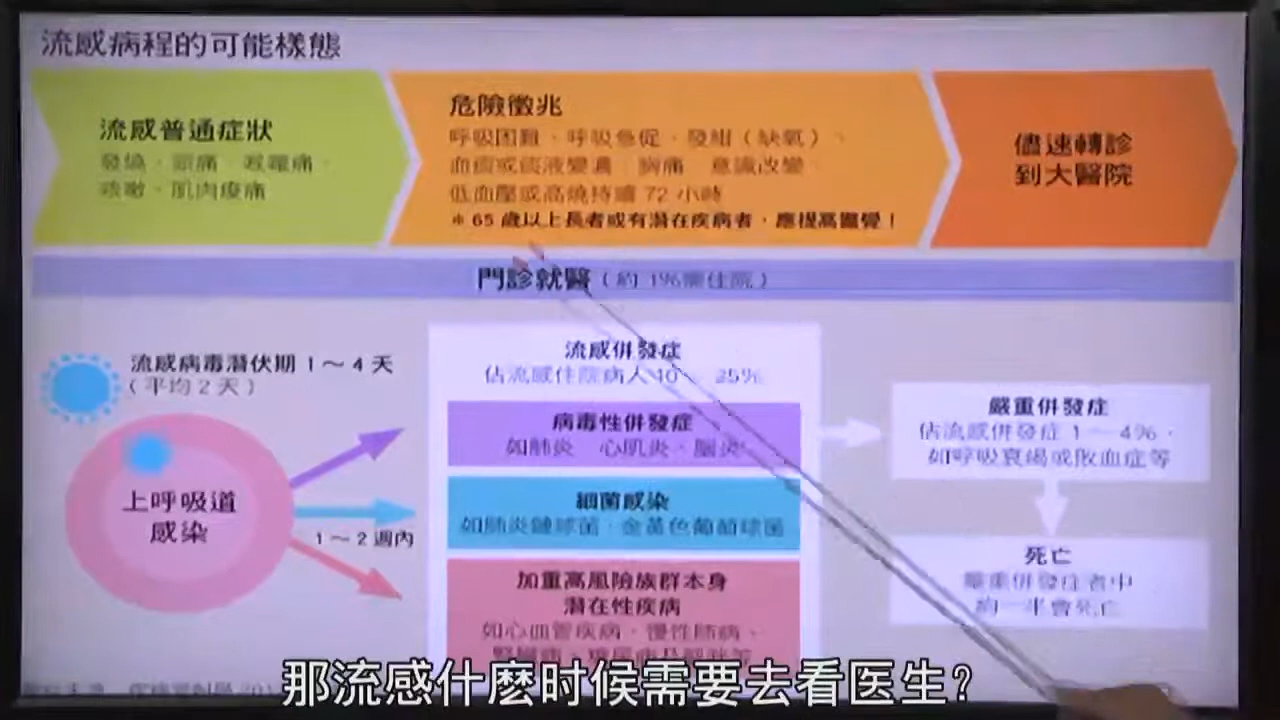 流感病程的可能樣態
流感普通症狀
發燒、頭痛、喉嚨痛、
咳嗽、肌肉痠痛
危險徵兆
呼吸困難、呼吸急促、發紺(缺氧)、
血痰或痰液變濃、胸痛、意識改變、
低血壓或高燒持續 72 小時
* 65 歲以上長者或有潛在疾病者,應提高警覺!
儘速轉診
到大醫院
門診就醫(約 1%需住院)
流感病毒潛伏期 1～4 天
(平均 2 天)
上呼吸道
感染
1～2 週內
流感併發症
佔流感住院病人
病毒性併發症
如肺炎、心肌炎、腦炎
細菌感染
如肺炎鏈球菌、金黃色葡萄球菌
加重高風險族群本身
潛在性疾病
如心血管疾病、慢性肺病、
嚴重併發症
佔流感併發症 1～4%,
如呼吸衰竭或敗血症等
死亡
嚴重併發症者中
約一半會死亡
那流感什麼时候需要去看医生?